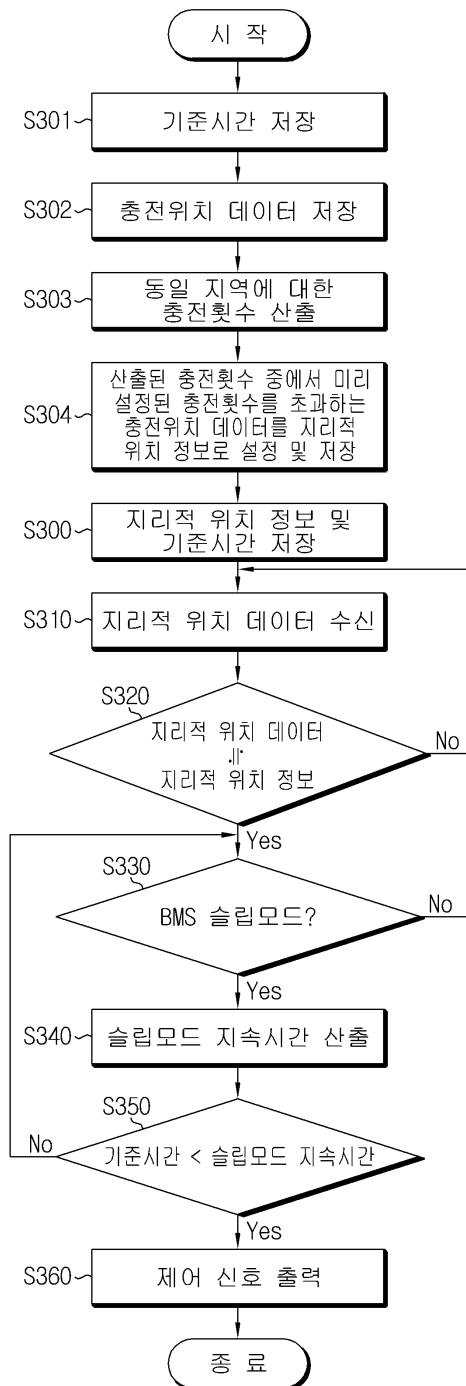 시 작
S301
기준시간 저장
S302
충전위치 데이터 저장
S303
동일 지역에 대한
충전횟수 산출
S304
산출된 충전횟수 중에서 미리
설정된 충전횟수를 초과하는
충전위치 데이터를 지리적
위치 정보로 설정 및 저장
S300
지리적 위치 정보 및
기준시간 저장
S310
지리적 위치 데이터 수신
S320
지리적 위치 데이터
≒
지리적 위치 정보
No
Yes
S330
BMS 슬립모드?
No
Yes
S340
슬립모드 지속시간 산출
S350
기준시간 < 슬립모드 지속시간
No
Yes
S360
제어 신호 출력
종 료